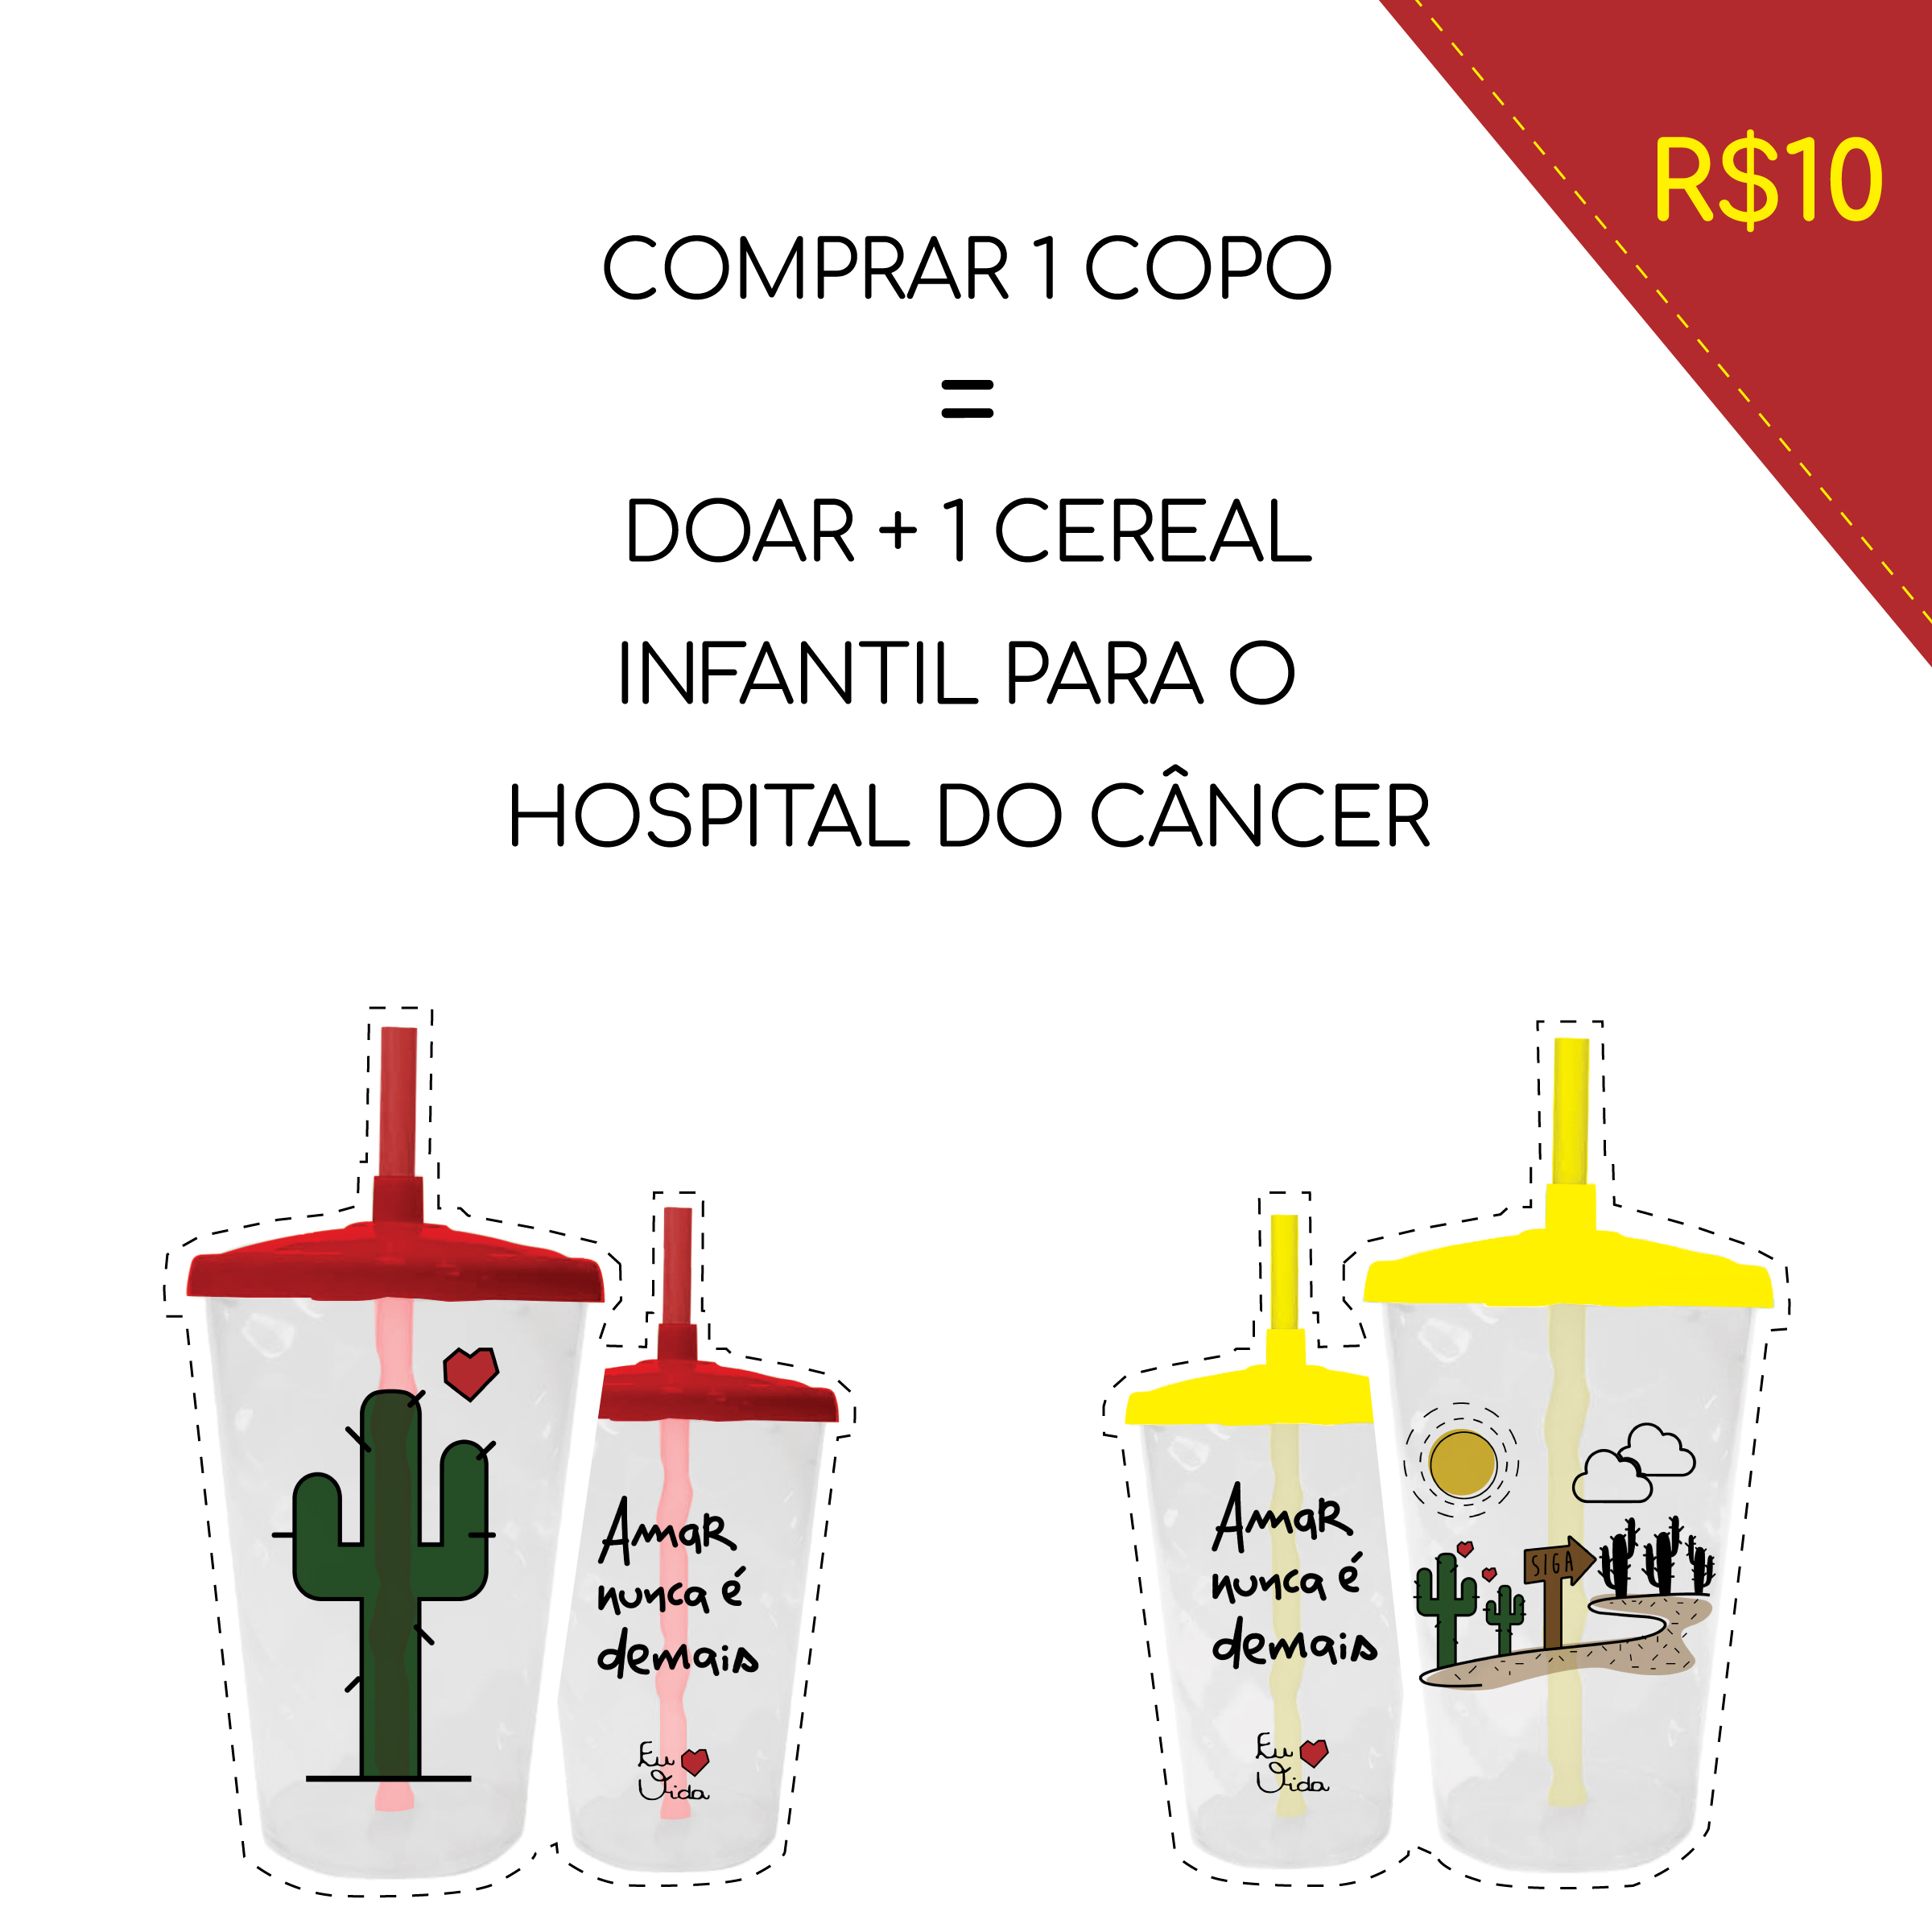 R$10
COMPRAR 1 COPO
=
DOAR + 1 CEREAL
INFANTIL PARA O
HOSPITAL DO CÂNCER
Amar
nunca é
demais
Eu
Vida
Amar
nunca é
demais
Eu
Vida
SIGA